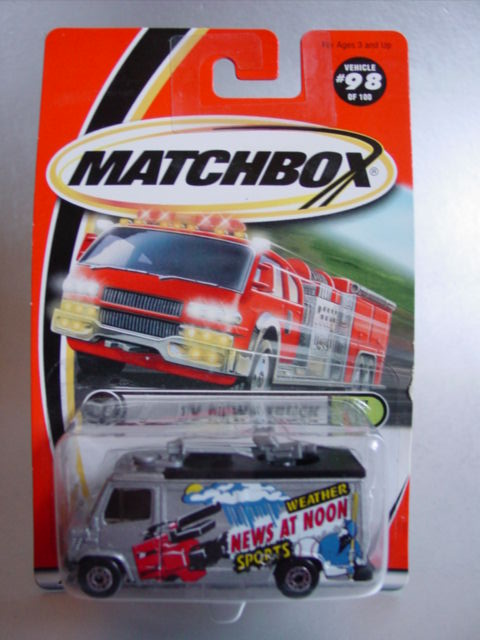 For Ages 3 and Up
VEHICLE
#98
OF 100
MATCHBOX®
WEATHER
NEWS AT NOON
SPORTS